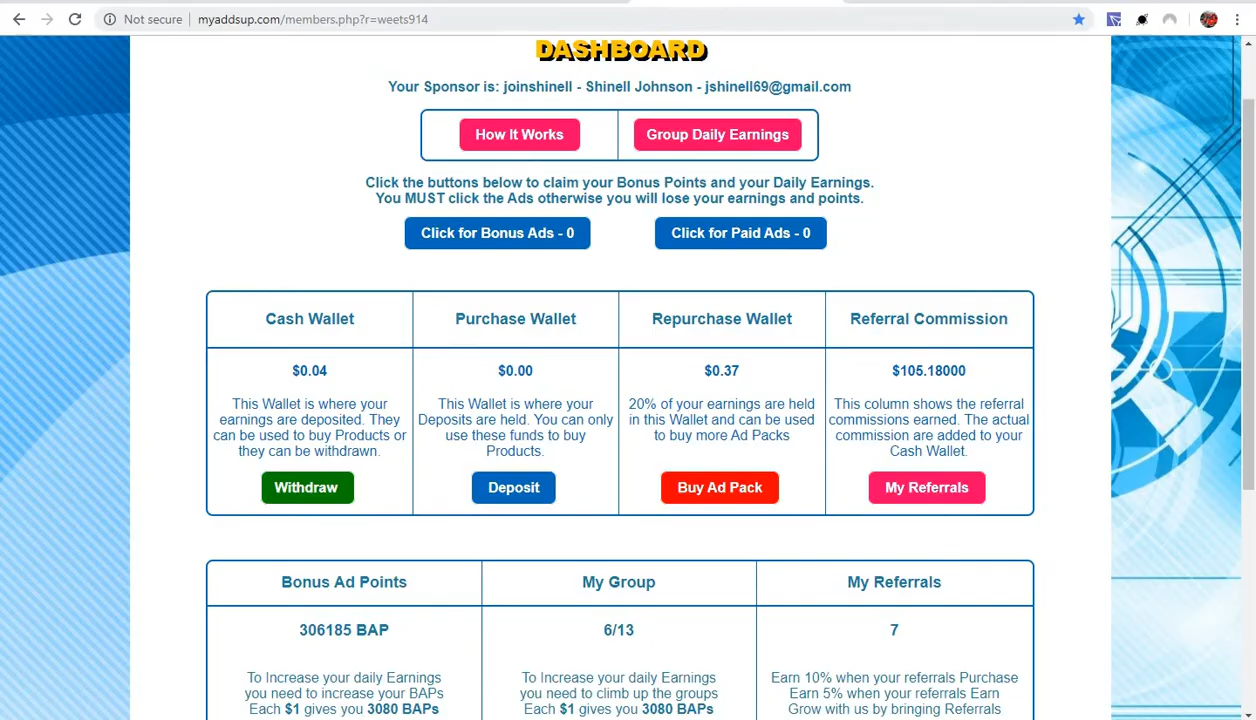 Not secure
myaddsup.com/members.php?r=weets914
DASHBOARD
Your Sponsor is: joinshinell - Shinell Johnson - jshinell69@gmail.com
How It Works
Group Daily Earnings
Click the buttons below to claim your Bonus Points and your Daily Earnings.
You MUST click the Ads otherwise you will lose your earnings and points.
Click for Bonus Ads - 0
Click for Paid Ads - 0
Cash Wallet
Purchase Wallet
Repurchase Wallet
Referral Commission
$0.04
$0.00
$0.37
$105.18000
This Wallet is where your
earnings are deposited. They
can be used to buy Products or
they can be withdrawn.
This Wallet is where your
Deposits are held. You can only
use these funds to buy
Products.
20% of your earnings are held
in this Wallet and can be used
to buy more Ad Packs
This column shows the referral
commissions earned. The actual
commission are added to your
Cash Wallet.
Withdraw
Deposit
Buy Ad Pack
My Referrals
Bonus Ad Points
My Group
My Referrals
306185 BAP
6/13
7
To Increase your daily Earnings
you need to increase your BAPs
Each $1 gives you 3080 BAPs
To Increase your daily Earnings
you need to climb up the groups
Each $1 gives you 3080 BAPs
Earn 10% when your referrals Purchase
Earn 5% when your referrals Earn
Grow with us by bringing Referrals